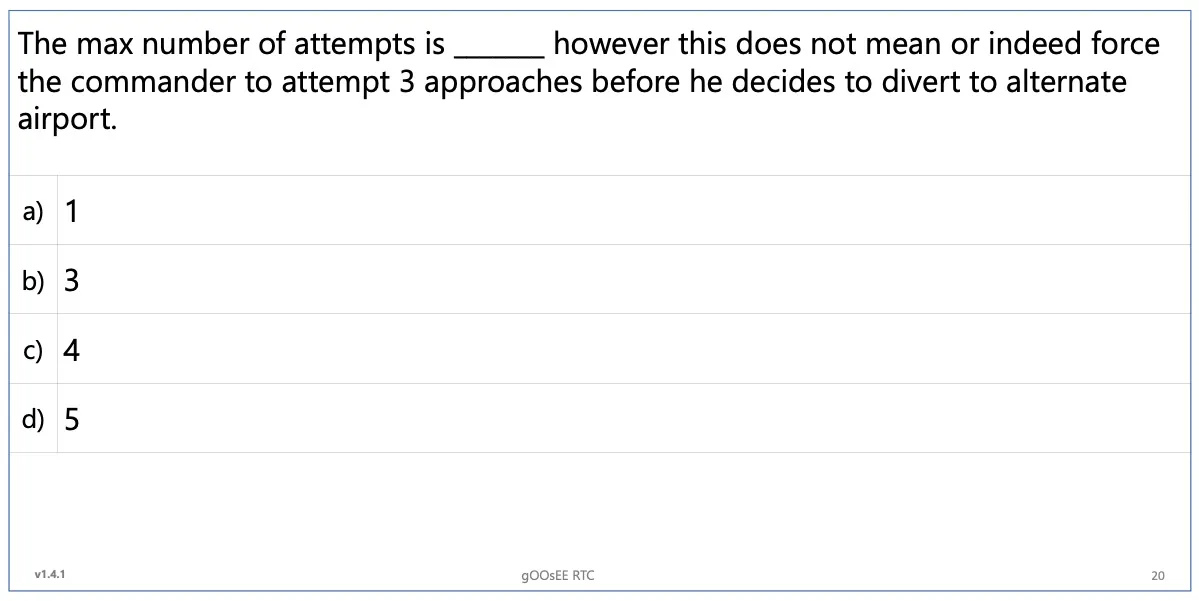 The max number of attempts is _______ however this does not mean or indeed force
the commander to attempt 3 approaches before he decides to divert to alternate
airport.
a) 1
b) 3
c) 4
d) 5
v1.4.1 gOOsEE RTC 20